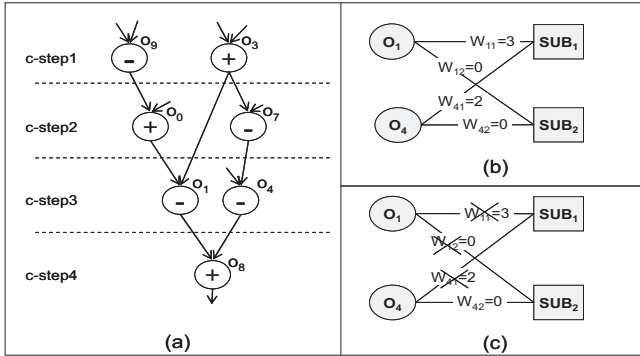 O9
O3
c-step1
-
+
c-step2
O0
O7
+
-
c-step3
O1
O4
-
-
c-step4
O8
+
(a)
O1
W11=3
SUB1
W12=0
W41=2
O4
W42=0
SUB2
(b)
O1
W11=3
SUB1
W12=0
W41=2
O4
W42=0
SUB2
(c)